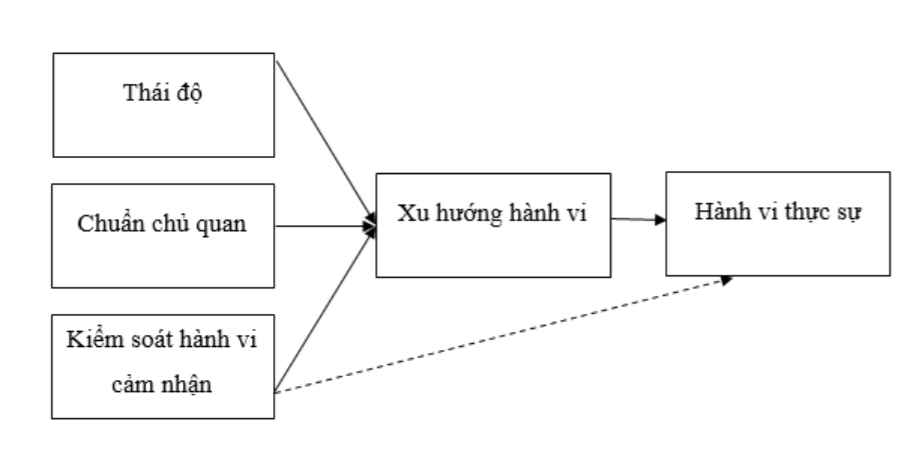 Thái độ
Chuẩn chủ quan
Kiểm soát hành vi
cảm nhận
Xu hướng hành vi
Hành vi thực sự